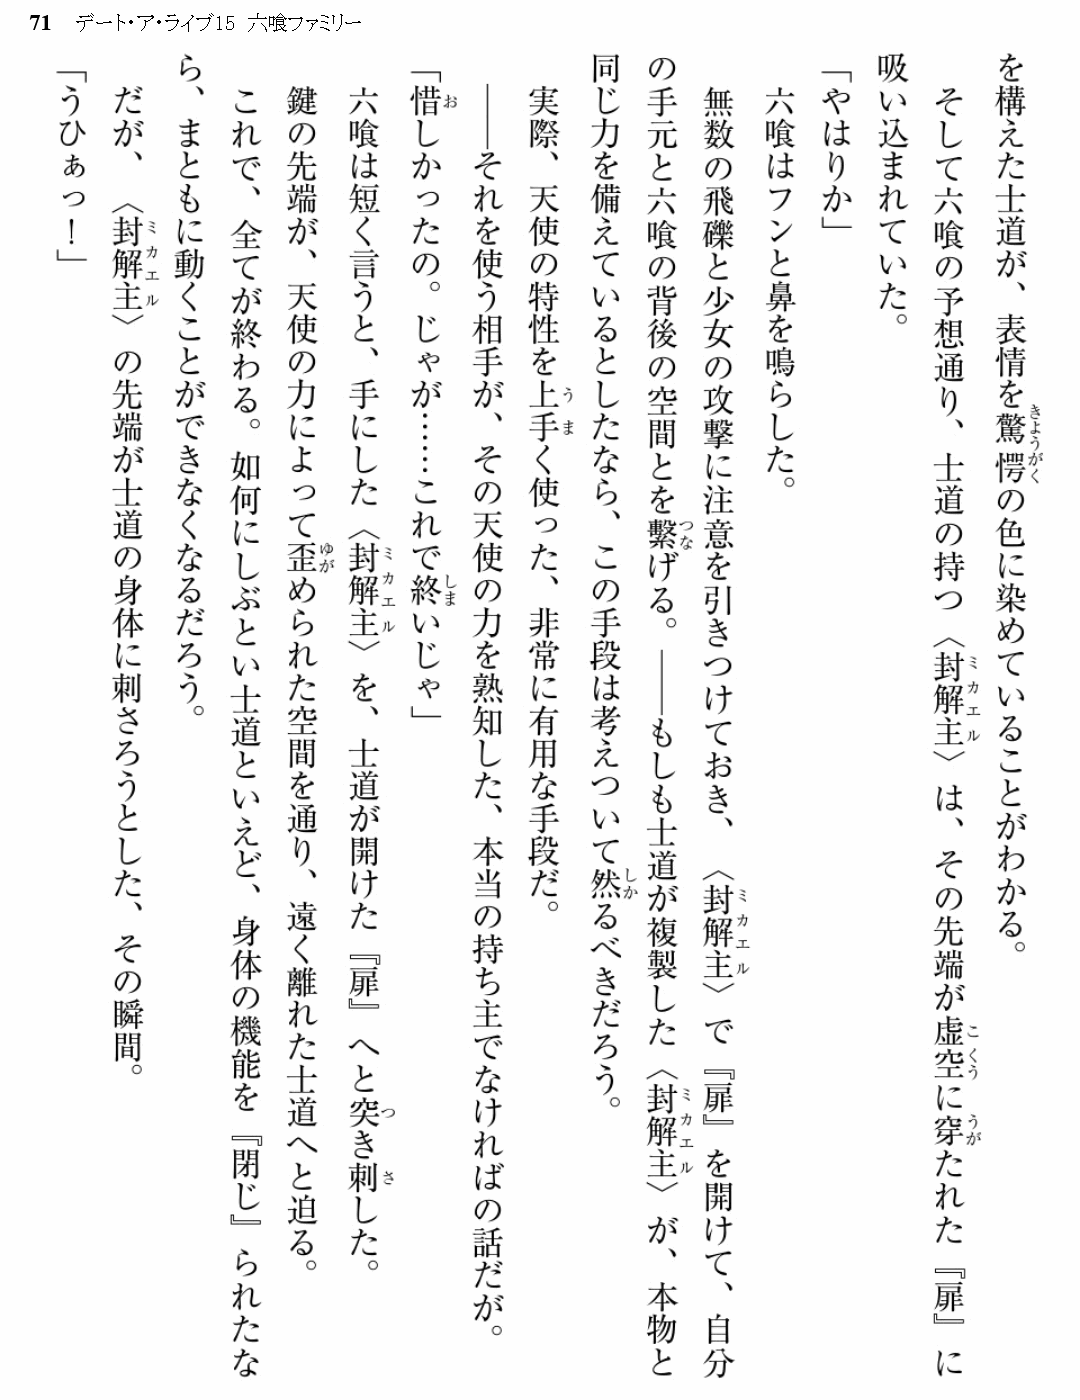 71 デート・ア・ライブ15 六喰ファミリー
を構えた士道が、表情を驚愕の色に染めていることがわかる。
そして六喰の予想通り、士道の持つ〈封解主〉は、その先端が虚空に穿たれた『扉』に
吸い込まれていた。
「やはりか」
六喰はフンと鼻を鳴らした。
無数の飛礫と少女の攻撃に注意を引きつけておき、〈封解主〉で『扉』を開けて、自分
の手元と六喰の背後の空間とを繫げる。――もしも士道が複製した〈封解主〉が、本物と
同じ力を備えているとしたなら、この手段は考えついて然るべきだろう。
実際、天使の特性を上手く使った、非常に有用な手段だ。
――それを使う相手が、その天使の力を熟知した、本当の持ち主でなければの話だが。
「惜しかったの。じゃが……これで終いじゃ」
六喰は短く言うと、手にした〈封解主〉を、士道が開けた『扉』へと突き刺した。
鍵の先端が、天使の力によって歪められた空間を通り、遠く離れた士道へと迫る。
これで、全てが終わる。如何にしぶとい士道といえど、身体の機能を『閉じ』られたな
ら、まともに動くことができなくなるだろう。
だが、〈封解主〉の先端が士道の身体に刺さろうとした、その瞬間。
「うひぁっ！」